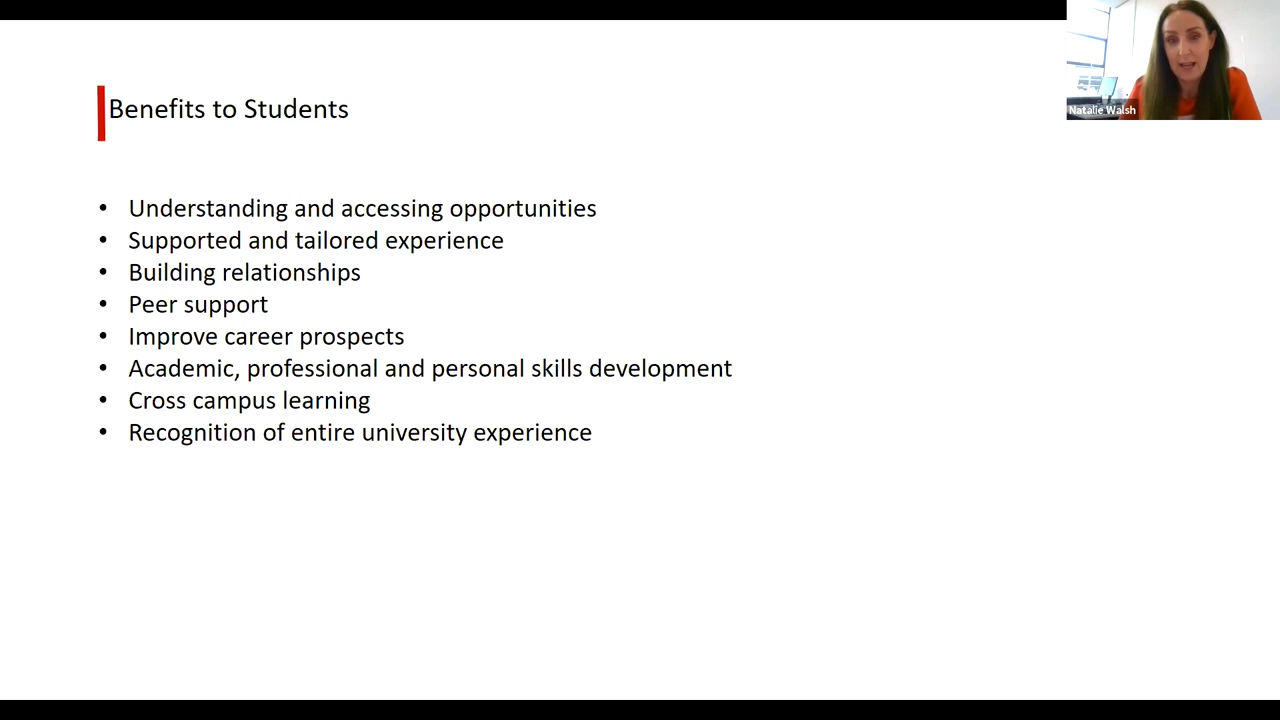 Benefits to Students
Natalie Walsh
• Understanding and accessing opportunities
• Supported and tailored experience
• Building relationships
• Peer support
• Improve career prospects
• Academic, professional and personal skills development
• Cross campus learning
• Recognition of entire university experience